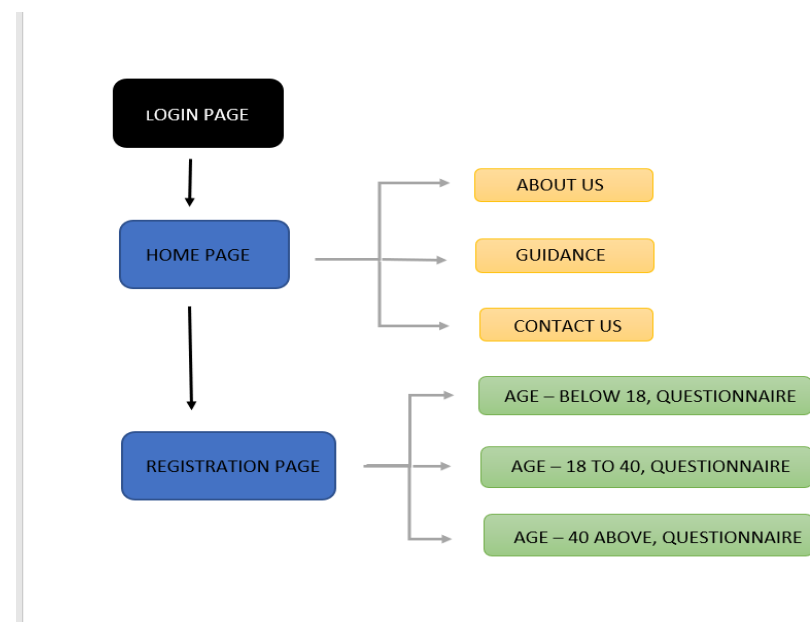 LOGIN PAGE
ABOUT US
HOME PAGE
GUIDANCE
CONTACT US
AGE – BELOW 18, QUESTIONNAIRE
REGISTRATION PAGE
AGE – 18 TO 40, QUESTIONNAIRE
AGE – 40 ABOVE, QUESTIONNAIRE